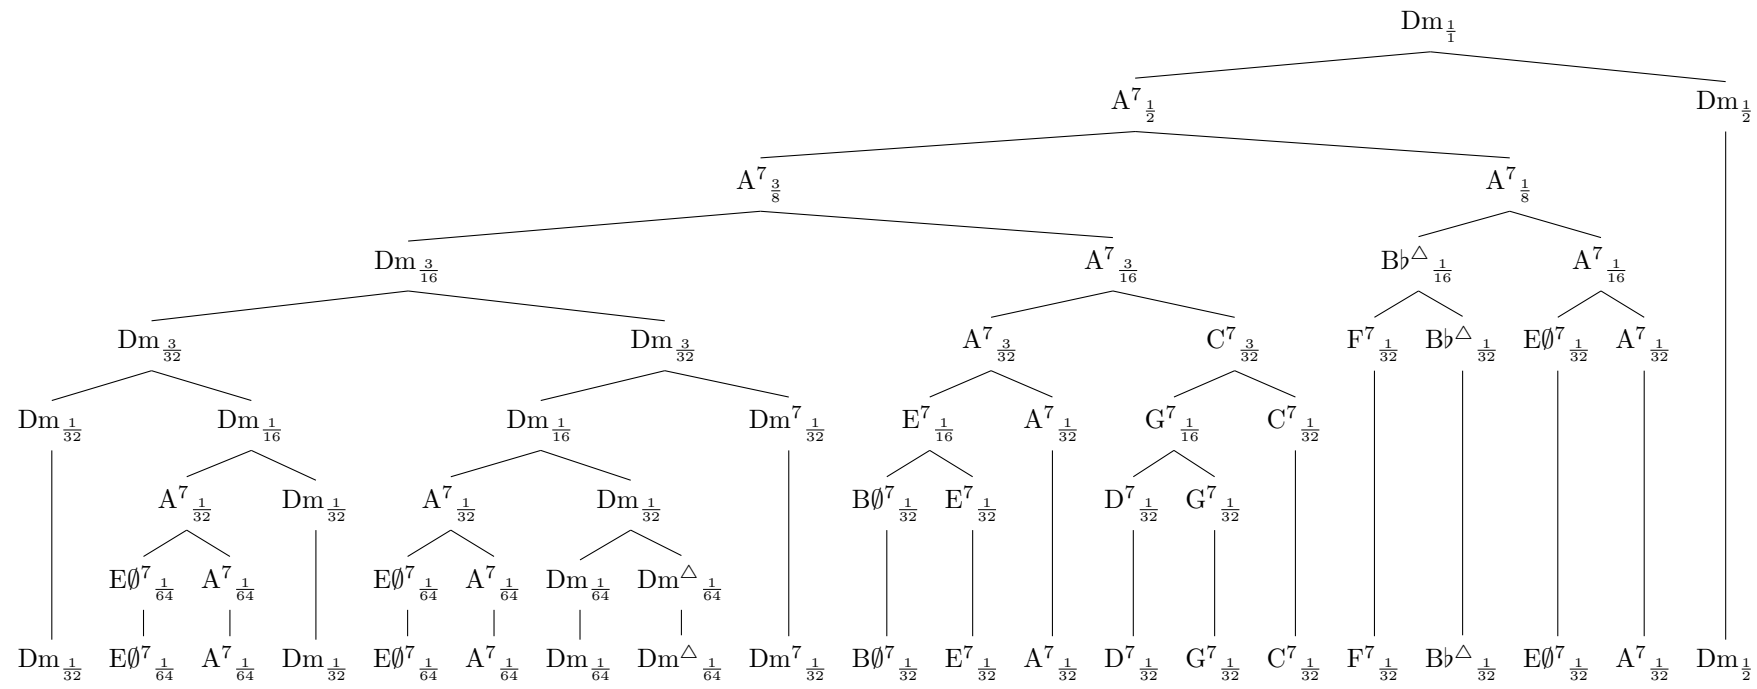 Dm 1/1
A7 1/2 Dm 1/2
A7 3/8 A7 1/8
Dm 3/16 A7 3/16 B♭△ 1/16 A7 1/16
Dm 3/32 Dm 3/32 A7 3/32 C7 3/32 F7 1/32 B♭△ 1/32 E∅7 1/32 A7 1/32
Dm 1/32 Dm 1/16 Dm 1/16 Dm7 1/32 E7 1/16 A7 1/32 G7 1/16 C7 1/32
A7 1/32 Dm 1/32 A7 1/32 Dm 1/32 B∅7 1/32 E7 1/32 D7 1/32 G7 1/32
E∅7 1/64 A7 1/64 E∅7 1/64 A7 1/64 Dm 1/64 Dm△ 1/64
Dm 1/32 E∅7 1/64 A7 1/64 Dm 1/32 E∅7 1/64 A7 1/64 Dm 1/64 Dm△ 1/64 Dm7 1/32 B∅7 1/32 E7 1/32 A7 1/32 D7 1/32 G7 1/32 C7 1/32 F7 1/32 B♭△ 1/32 E∅7 1/32 A7 1/32 Dm 1/2